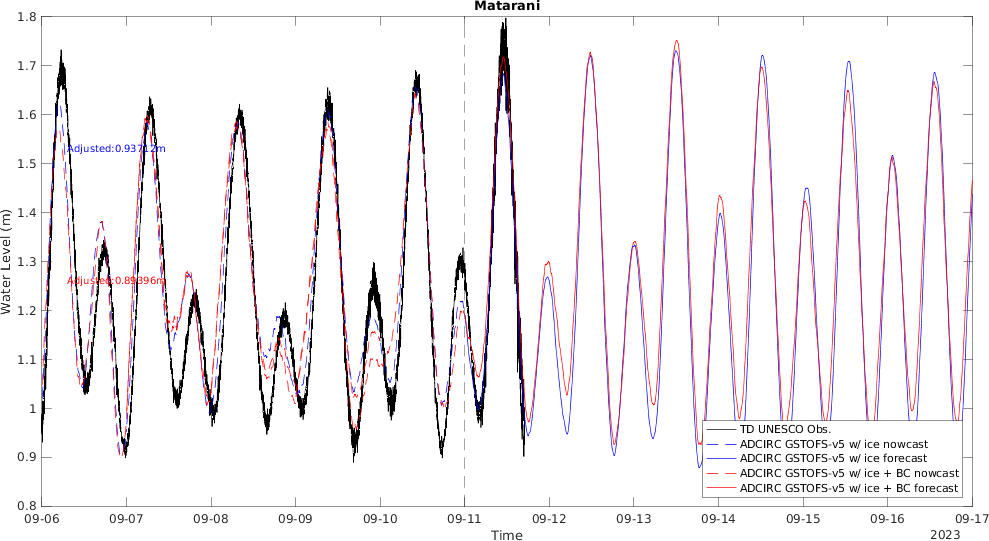 Matarani
1.8
1.7
1.6
1.5
1.4
1.3
1.2
1.1
1
0.9
0.8
Water Level (m)
Adjusted:0.93712m
Adjusted:0.89396m
TD UNESCO Obs.
ADCIRC GSTOFS-v5 w/ ice nowcast
ADCIRC GSTOFS-v5 w/ ice forecast
ADCIRC GSTOFS-v5 w/ ice + BC nowcast
ADCIRC GSTOFS-v5 w/ ice + BC forecast
09-06 09-07 09-08 09-09 09-10 09-11 09-12 09-13 09-14 09-15 09-16 09-17
Time
2023